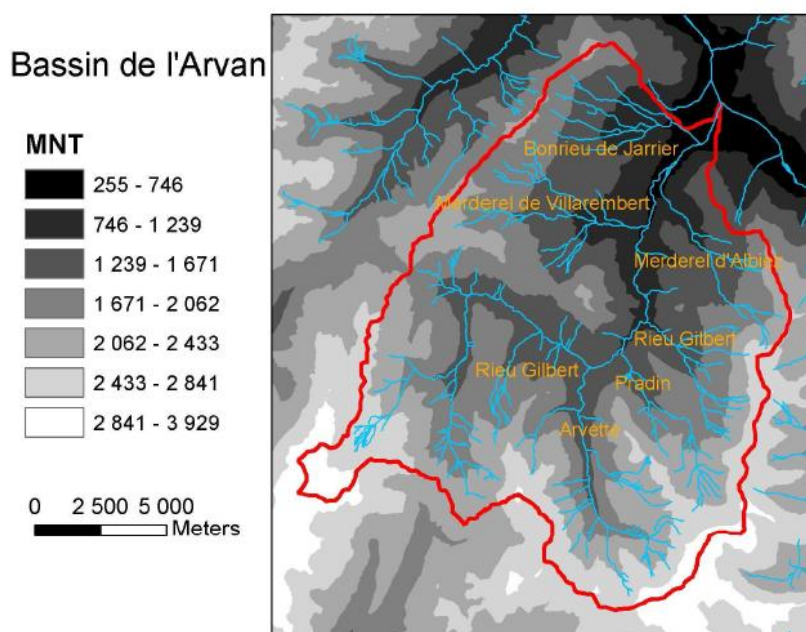 Bassin de l'Arvan
MNT
255 - 746
746 - 1 239
1 239 - 1 671
1 671 - 2 062
2 062 - 2 433
2 433 - 2 841
2 841 - 3 929
0 2 500 5 000
Meters
Bonrieu de Jarrier
Merderel de Villarembert
Merderel d'Albiez
Rieu Gilbert
Rieu Gilbert
Pradin
Arvette